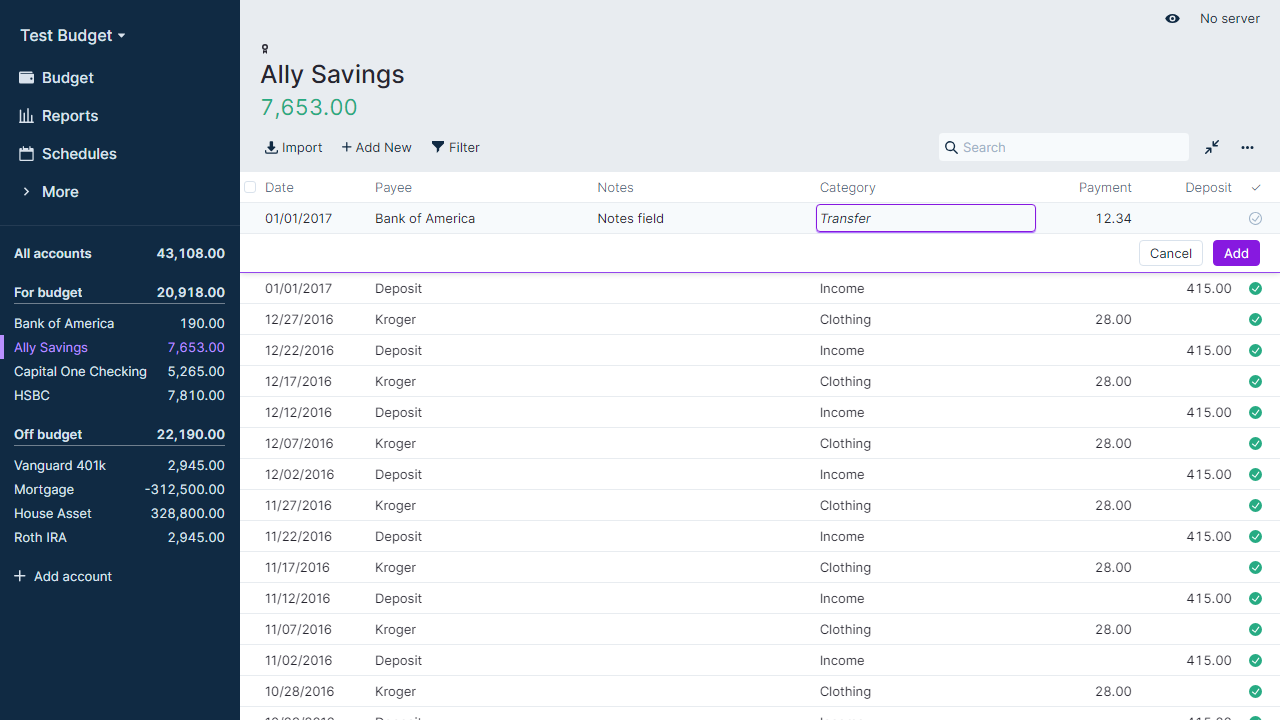 Test Budget
Budget
Reports
Schedules
More
All accounts 43,108.00
For budget 20,918.00
Bank of America 190.00
Ally Savings 7,653.00
Capital One Checking 5,265.00
HSBC 7,810.00
Off budget 22,190.00
Vanguard 401k 2,945.00
Mortgage -312,500.00
House Asset 328,800.00
Roth IRA 2,945.00
Add account
No server
Ally Savings
7,653.00
Import Add New Filter Search
Date Payee Notes Category Payment Deposit
01/01/2017 Bank of America Notes field Transfer 12.34
Cancel Add
01/01/2017 Deposit Income 415.00
12/27/2016 Kroger Clothing 28.00
12/22/2016 Deposit Income 415.00
12/17/2016 Kroger Clothing 28.00
12/12/2016 Deposit Income 415.00
12/07/2016 Kroger Clothing 28.00
12/02/2016 Deposit Income 415.00
11/27/2016 Kroger Clothing 28.00
11/22/2016 Deposit Income 415.00
11/17/2016 Kroger Clothing 28.00
11/12/2016 Deposit Income 415.00
11/07/2016 Kroger Clothing 28.00
11/02/2016 Deposit Income 415.00
10/28/2016 Kroger Clothing 28.00